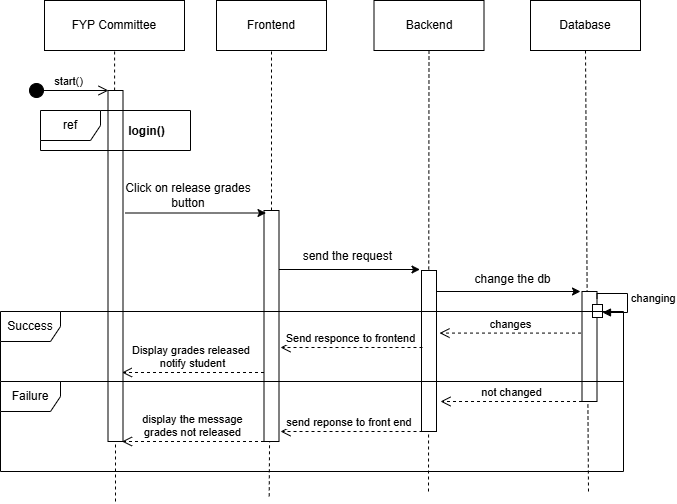 FYP Committee
Frontend
Backend
Database
start()
ref
login()
Click on release grades
button
send the request
change the db
changing
Success
changes
Send responce to frontend
Display grades released
notify student
Failure
not changed
display the message
grades not released
send reponse to front end